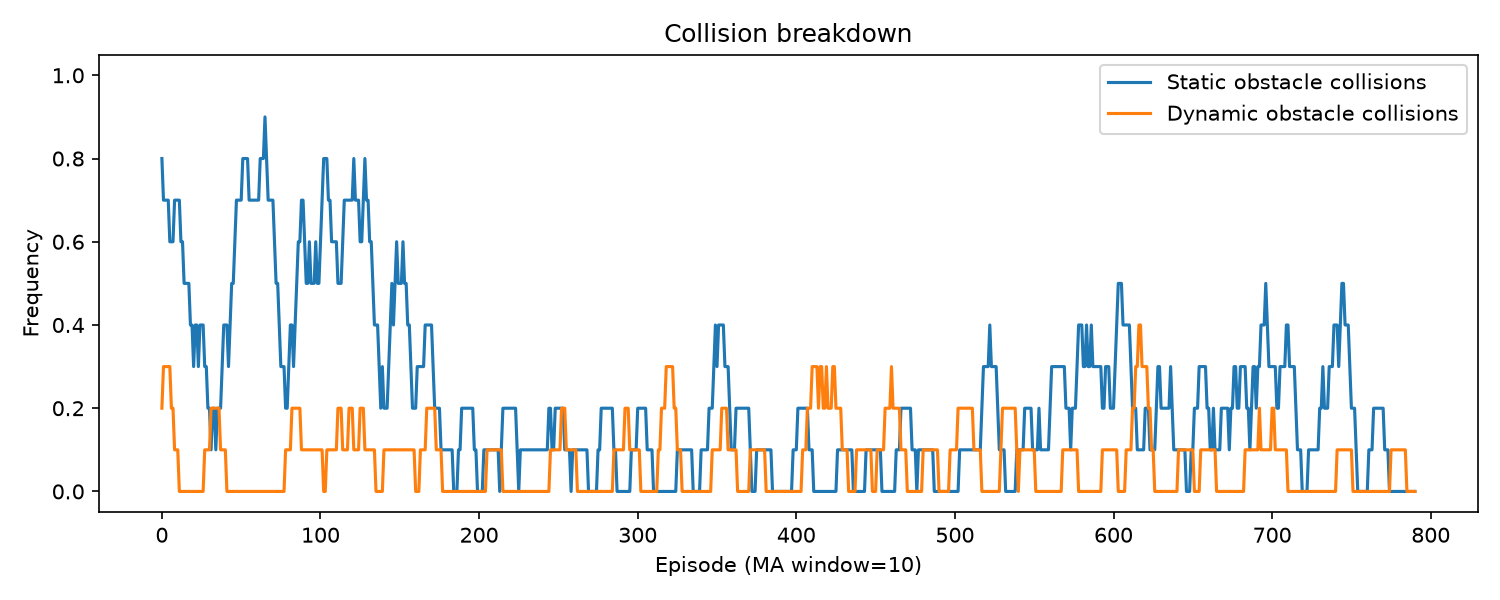 Collision breakdown
1.0
0.8
0.6
0.4
0.2
0.0
Frequency
Static obstacle collisions
Dynamic obstacle collisions
0 100 200 300 400 500 600 700 800
Episode (MA window=10)